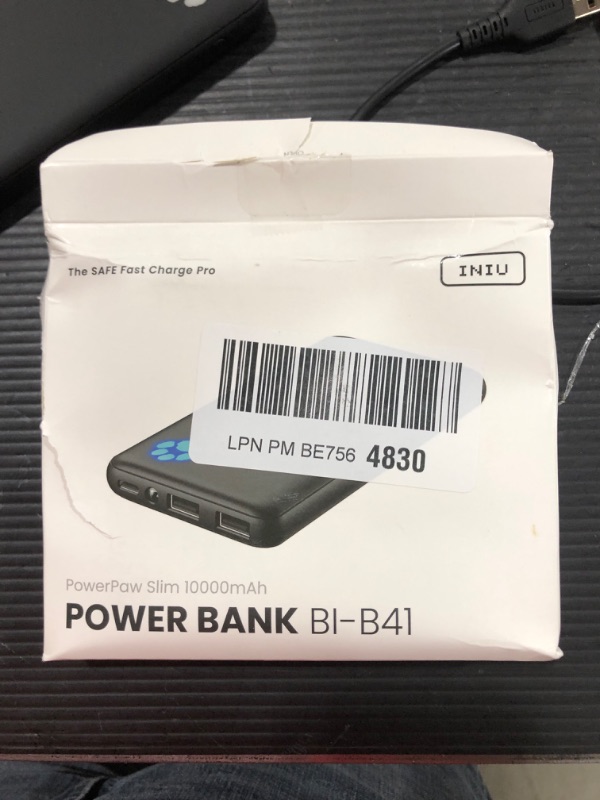 The SAFE Fast Charge Pro
INIU
LPN PM BE756 4830
PowerPaw Slim 10000mAh
POWER BANK BI-B41